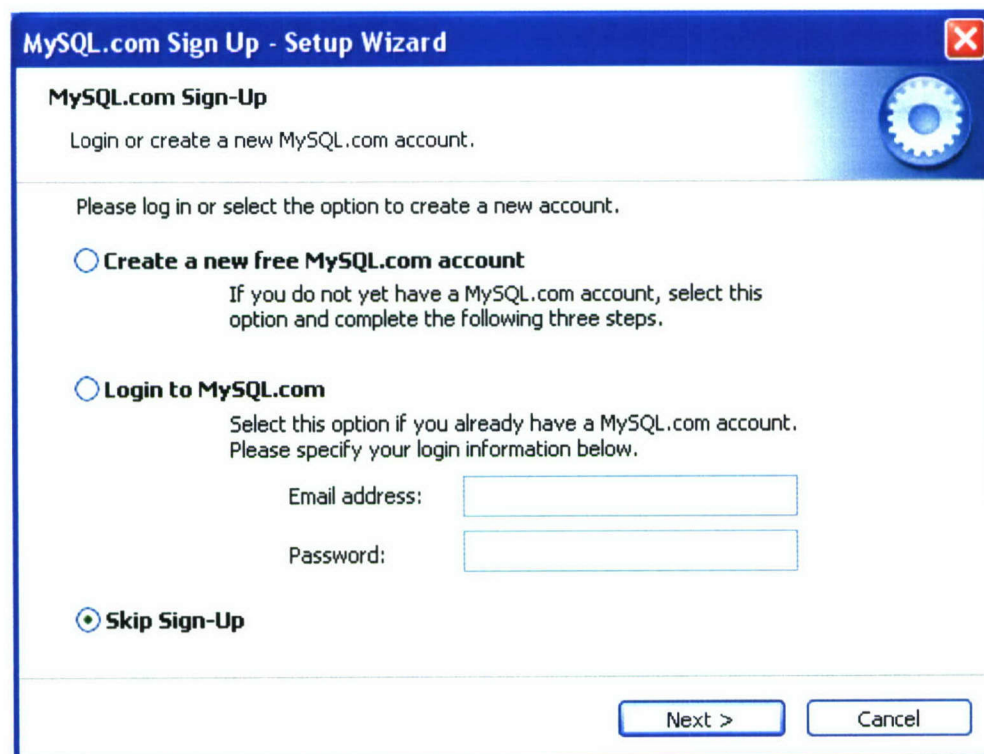 MySQL.com Sign Up - Setup Wizard
MySQL.com Sign-Up
Login or create a new MySQL.com account.
Please log in or select the option to create a new account.
Create a new free MySQL.com account
If you do not yet have a MySQL.com account, select this
option and complete the following three steps.
Login to MySQL.com
Select this option if you already have a MySQL.com account.
Please specify your login information below.
Email address:
Password:
Skip Sign-Up
Next >
Cancel